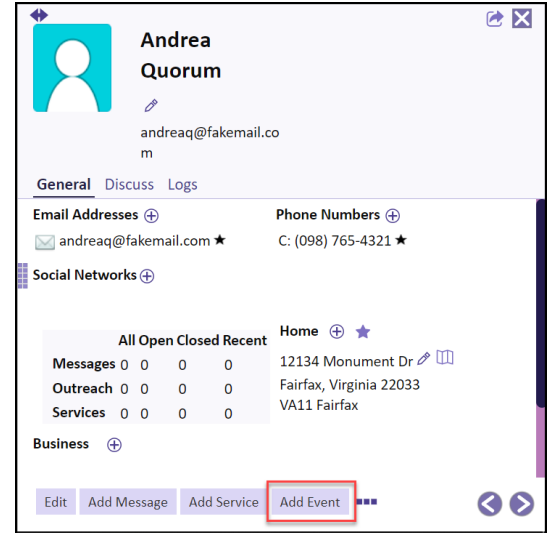 Andrea
Quorum
andreaq@fakemail.co
m
General Discuss Logs
Email Addresses
Phone Numbers
andreaq@fakemail.com
C: (098) 765-4321
Social Networks
All Open Closed Recent
Messages 0 0 0 0
Outreach 0 0 0 0
Services 0 0 0 0
Home
12134 Monument Dr
Fairfax, Virginia 22033
VA11 Fairfax
Business
Edit Add Message Add Service Add Event